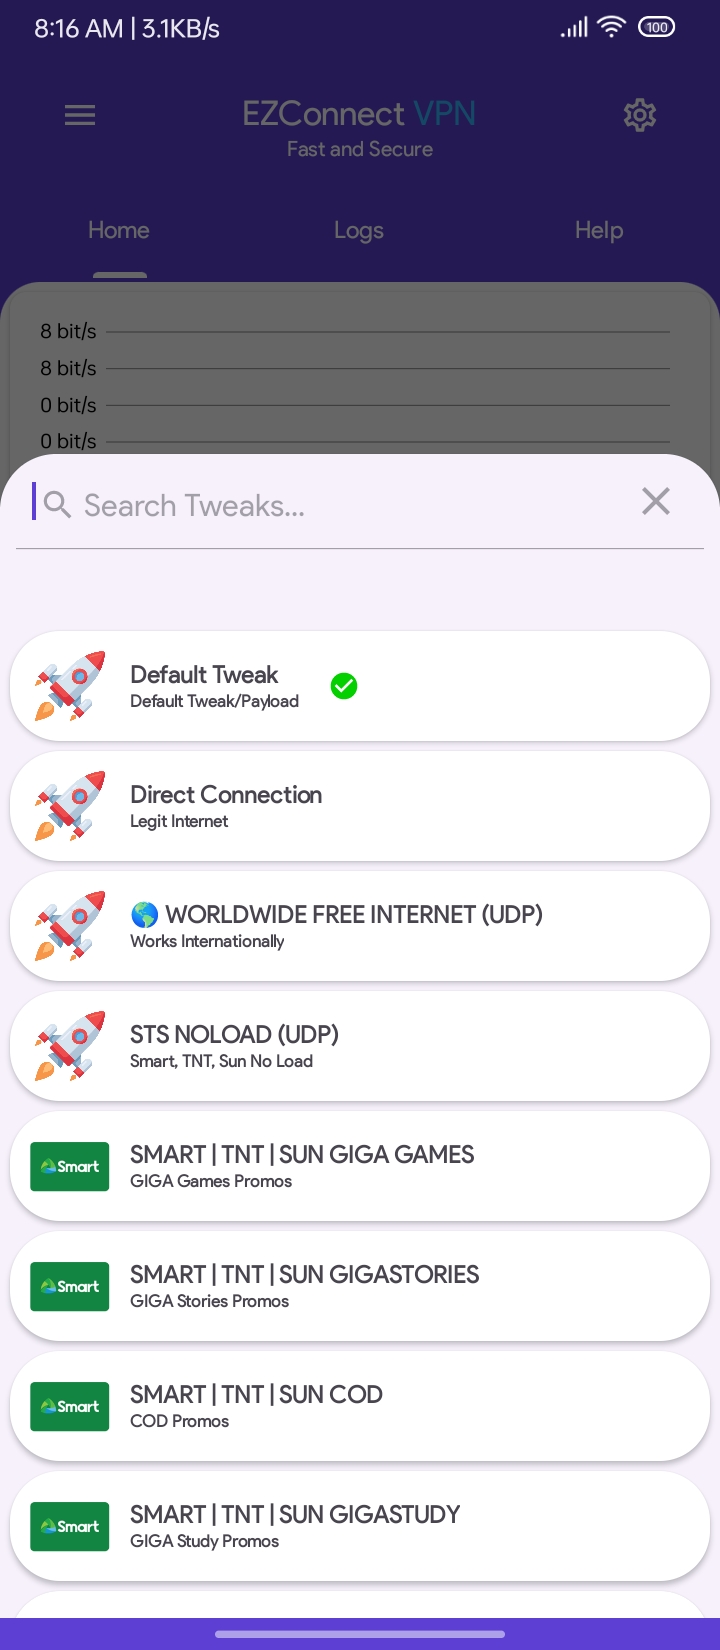 8:16 AM | 3.1KB/s
100
EZConnect VPN
Fast and Secure
Home Logs Help
8 bit/s
8 bit/s
0 bit/s
0 bit/s
Search Tweaks...
Default Tweak
Default Tweak/Payload
Direct Connection
Legit Internet
🌎 WORLDWIDE FREE INTERNET (UDP)
Works Internationally
STS NOLOAD (UDP)
Smart, TNT, Sun No Load
Smart
SMART | TNT | SUN GIGA GAMES
GIGA Games Promos
Smart
SMART | TNT | SUN GIGASTORIES
GIGA Stories Promos
Smart
SMART | TNT | SUN COD
COD Promos
Smart
SMART | TNT | SUN GIGASTUDY
GIGA Study Promos